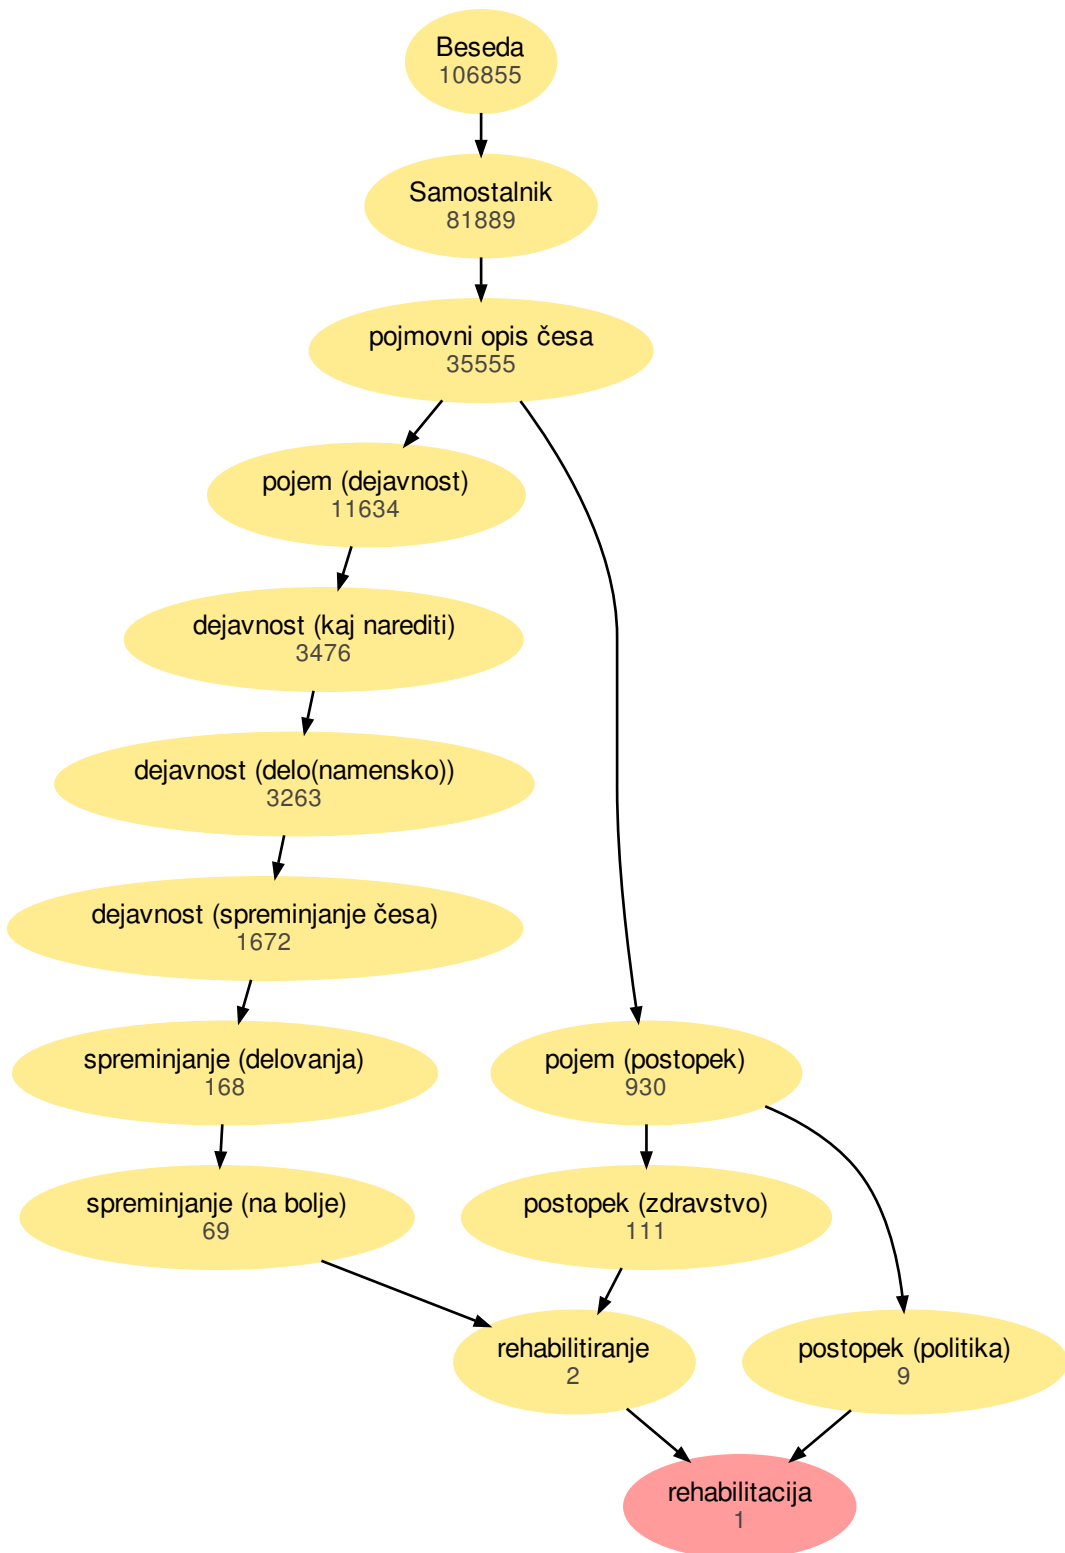 Beseda
106855
Samostalnik
81889
pojmovni opis česa
35555
pojem (dejavnost)
11634
dejavnost (kaj narediti)
3476
dejavnost (delo(namensko))
3263
dejavnost (spreminjanje česa)
1672
spreminjanje (delovanja)
168
pojem (postopek)
930
spreminjanje (na bolje)
69
postopek (zdravstvo)
111
rehabilitiranje
2
postopek (politika)
9
rehabilitacija
1